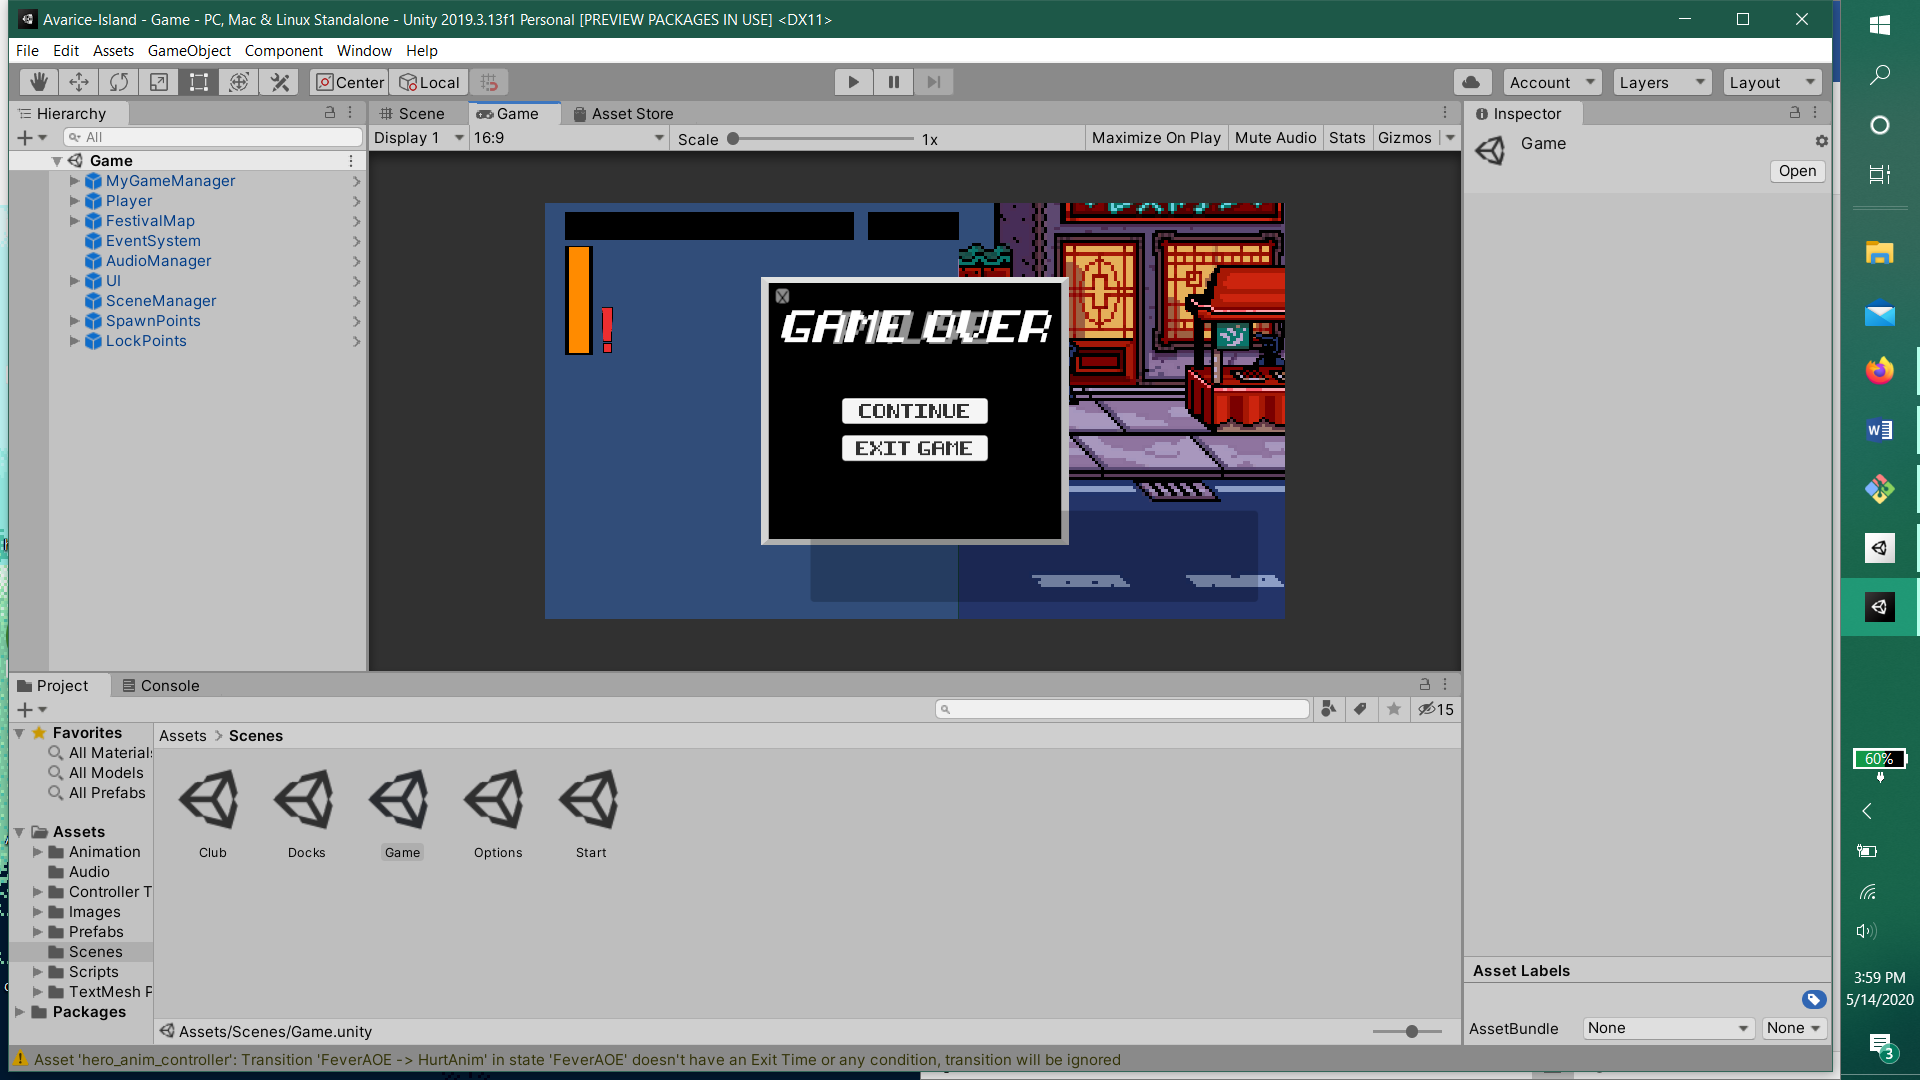 Avarice-Island - Game - PC, Mac & Linux Standalone - Unity 2019.3.13f1 Personal [PREVIEW PACKAGES IN USE] <DX11>
File Edit Assets GameObject Component Window Help
Center Local Account Layers Layout
Hierarchy
All
Game
MyGameManager
Player
FestivalMap
EventSystem
AudioManager
UI
SceneManager
SpawnPoints
LockPoints
Scene Game Asset Store
Display 1 16:9 Scale 1x Maximize On Play Mute Audio Stats Gizmos
X
GAME OVER
CONTINUE
EXIT GAME
Inspector
Game
Open
Project Console
15
Favorites
All Materials
All Models
All Prefabs
Assets
Animation
Audio
Controller T
Images
Prefabs
Scenes
Scripts
TextMesh P
Packages
Assets > Scenes
Club Docks Game Options Start
Assets/Scenes/Game.unity
Asset Labels
AssetBundle None None
Asset 'hero_anim_controller': Transition 'FeverAOE -> HurtAnim' in state 'FeverAOE' doesn't have an Exit Time or any condition, transition will be ignored
60%
3:59 PM
5/14/2020
3